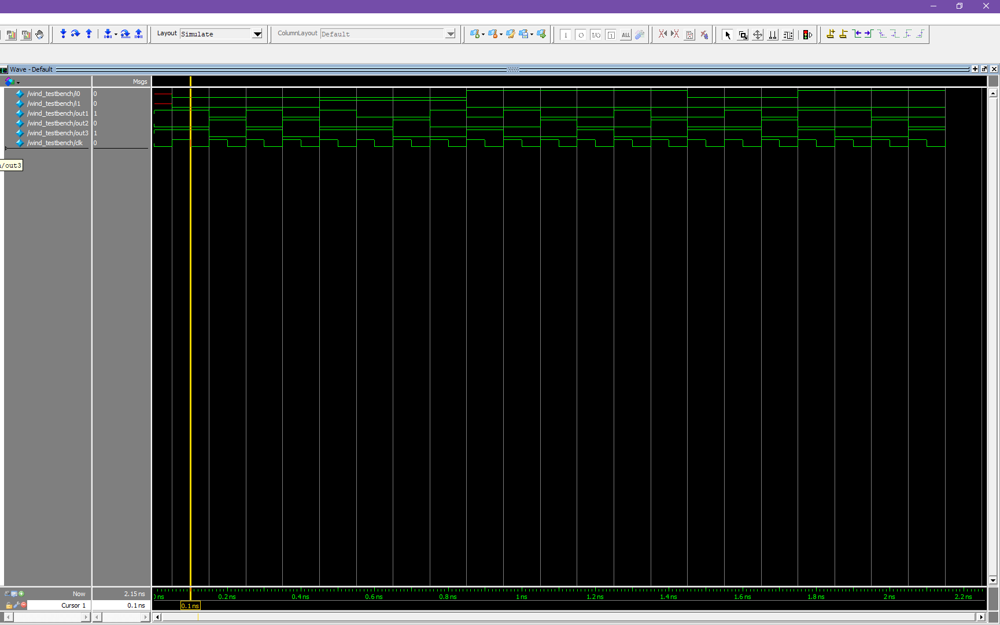 Layout Simulate ColumnLayout Default
I O I/O ALL
Wave - Default
Msgs
/wind_testbench/i0 0
/wind_testbench/i1 0
/wind_testbench/out1 1
/wind_testbench/out2 0
/wind_testbench/out3 1
/wind_testbench/clk 0
/out3
Now 2.15 ns
ns 0.2 ns 0.4 ns 0.6 ns 0.8 ns 1 ns 1.2 ns 1.4 ns 1.6 ns 1.8 ns 2 ns 2.2 ns
Cursor 1 0.1 ns 0.1 ns